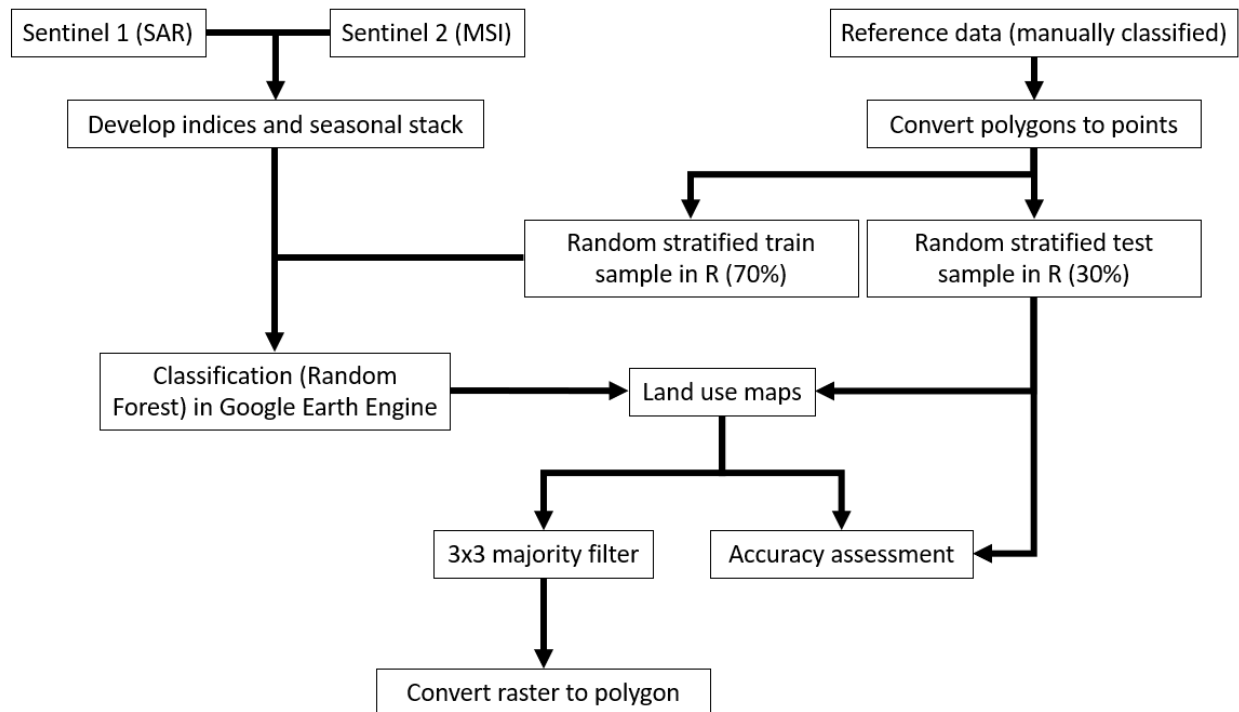 Sentinel 1 (SAR)
Sentinel 2 (MSI)
Reference data (manually classified)
Develop indices and seasonal stack
Convert polygons to points
Random stratified train
sample in R (70%)
Random stratified test
sample in R (30%)
Classification (Random
Forest) in Google Earth Engine
Land use maps
3x3 majority filter
Accuracy assessment
Convert raster to polygon